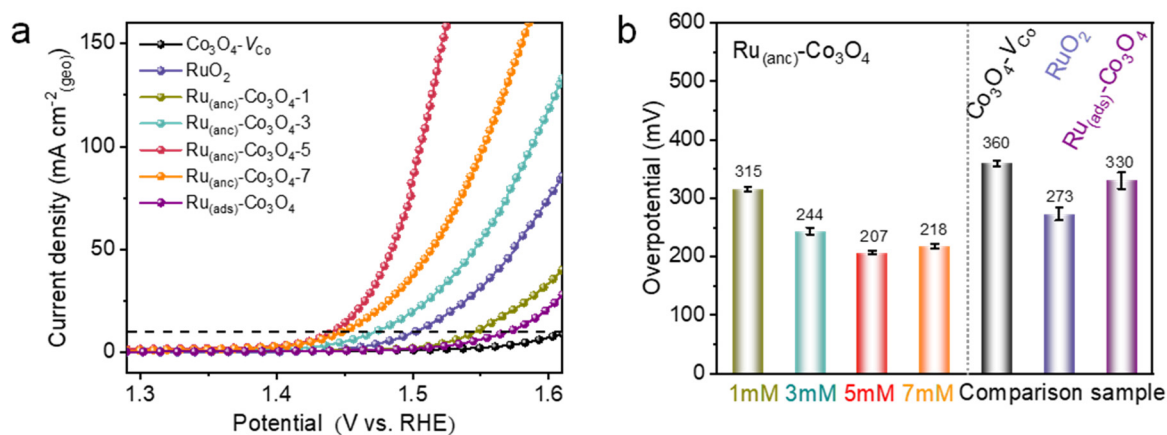 a
Current density (mA cm⁻²₍geo₎)
150
100
50
0
Co₃O₄-V_Co
RuO₂
Ru₍anc₎-Co₃O₄-1
Ru₍anc₎-Co₃O₄-3
Ru₍anc₎-Co₃O₄-5
Ru₍anc₎-Co₃O₄-7
Ru₍ads₎-Co₃O₄
1.3 1.4 1.5 1.6
Potential (V vs. RHE)
b
Overpotential (mV)
600
500
400
300
200
100
0
Ru₍anc₎-Co₃O₄
Co₃O₄-V_Co
RuO₂
Ru₍ads₎-Co₃O₄
315
244
207
218
360
273
330
1mM 3mM 5mM 7mM Comparison sample